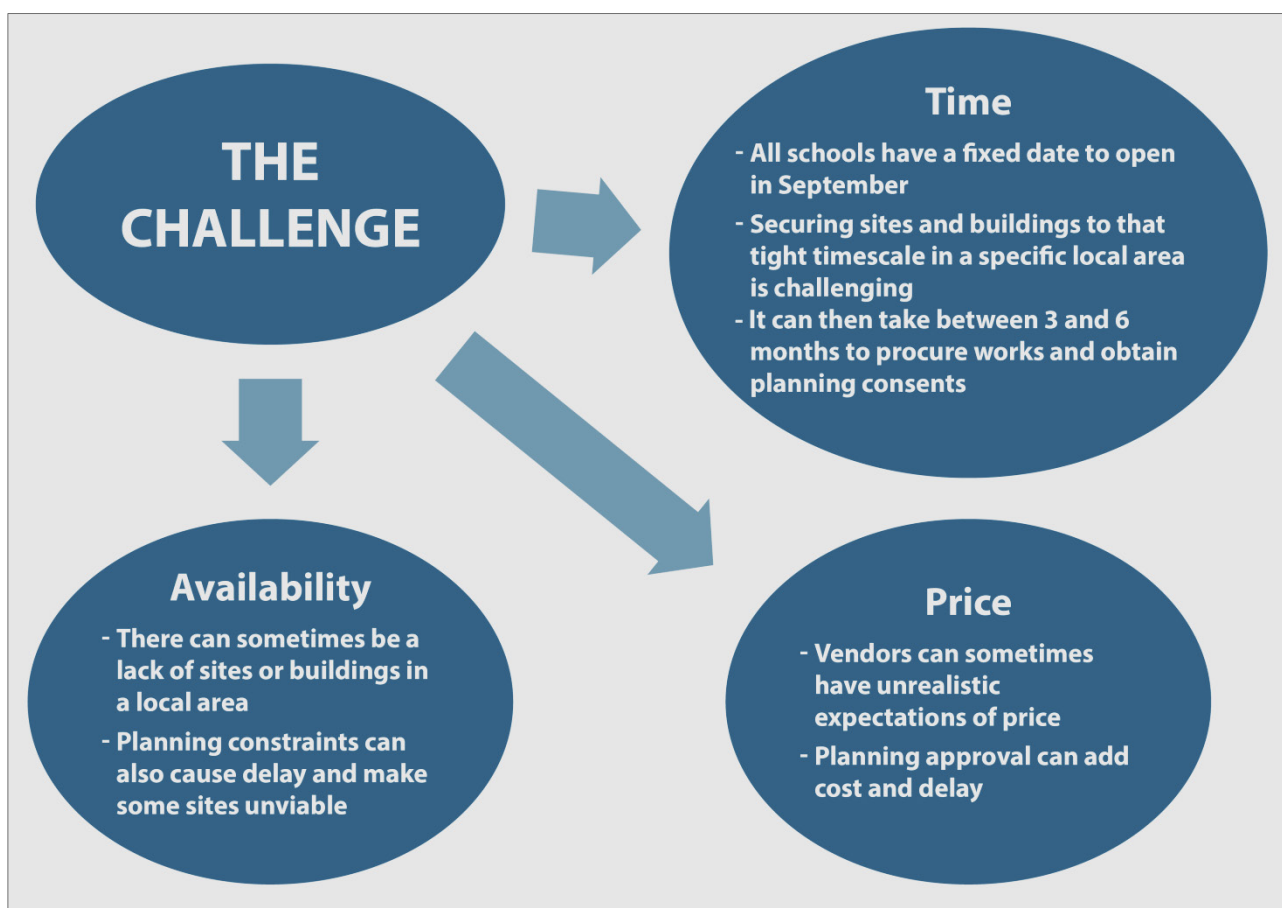 THE
CHALLENGE
Time
- All schools have a fixed date to open
in September
- Securing sites and buildings to that
tight timescale in a specific local area
is challenging
- It can then take between 3 and 6
months to procure works and obtain
planning consents
Availability
- There can sometimes be a
lack of sites or buildings in
a local area
- Planning constraints can
also cause delay and make
some sites unviable
Price
- Vendors can sometimes
have unrealistic
expectations of price
- Planning approval can add
cost and delay